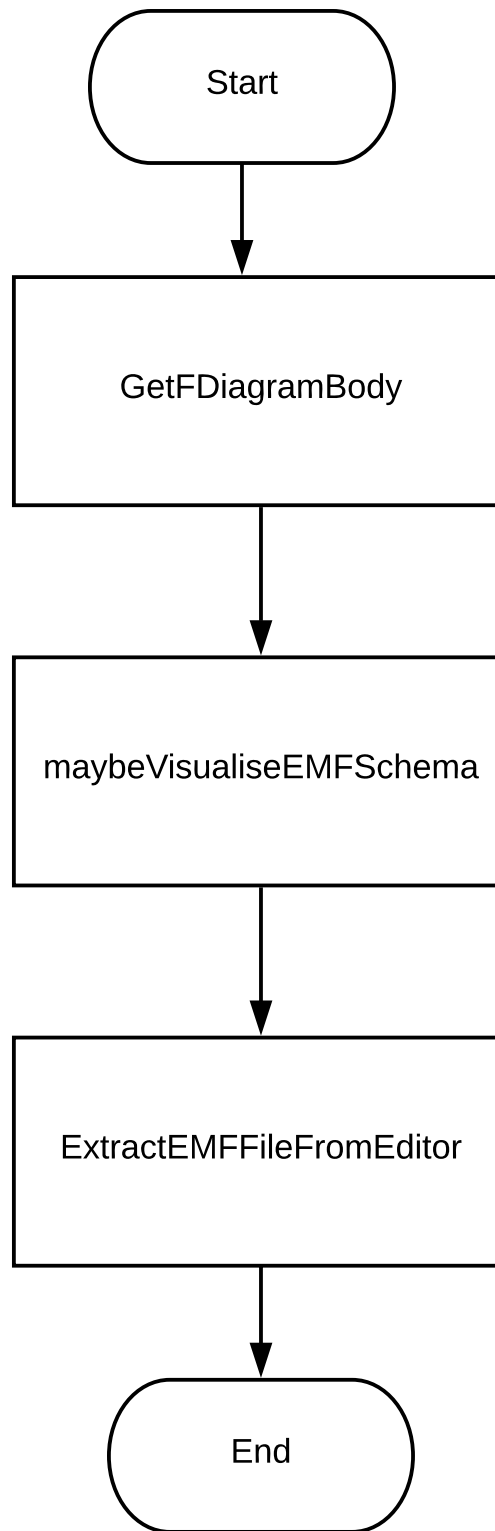 Start
GetFDiagramBody
maybeVisualiseEMFSchema
ExtractEMFFileFromEditor
End